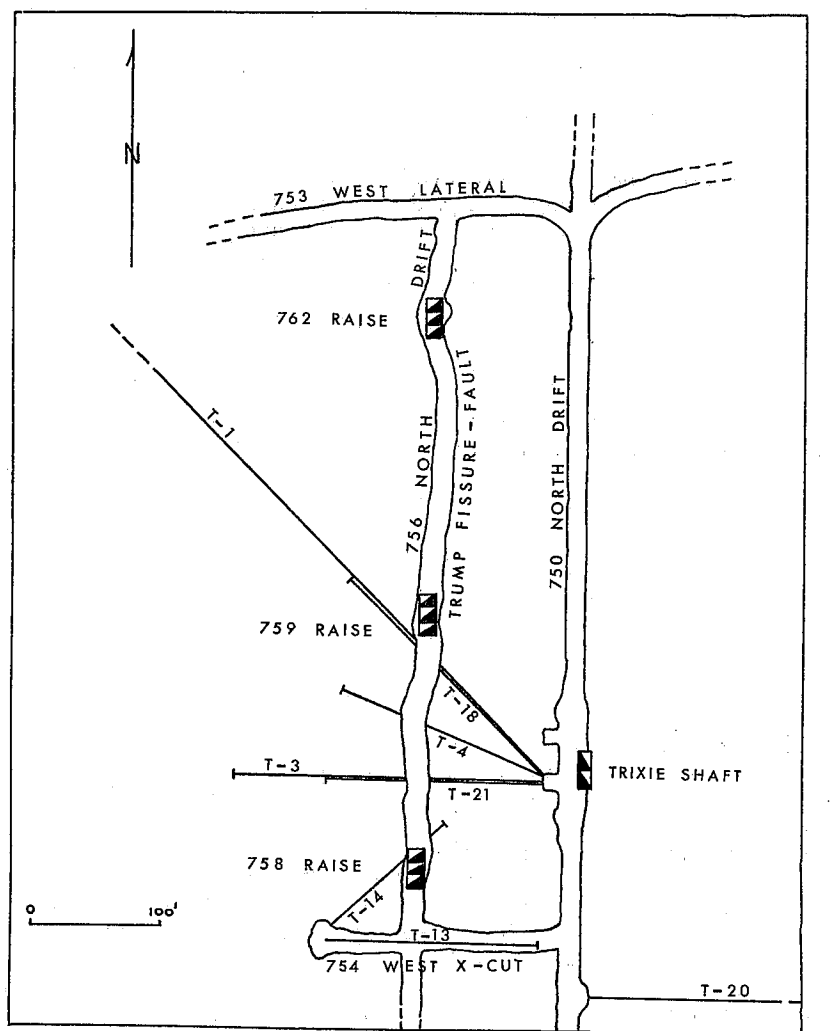 N
753 WEST LATERAL
DRIFT
762 RAISE
T-1
756 NORTH
TRUMP FISSURE-FAULT
750 NORTH DRIFT
759 RAISE
T-18
T-4
T-3
T-21
TRIXIE SHAFT
758 RAISE
T-14
0 100'
T-13
754 WEST X-CUT
T-20